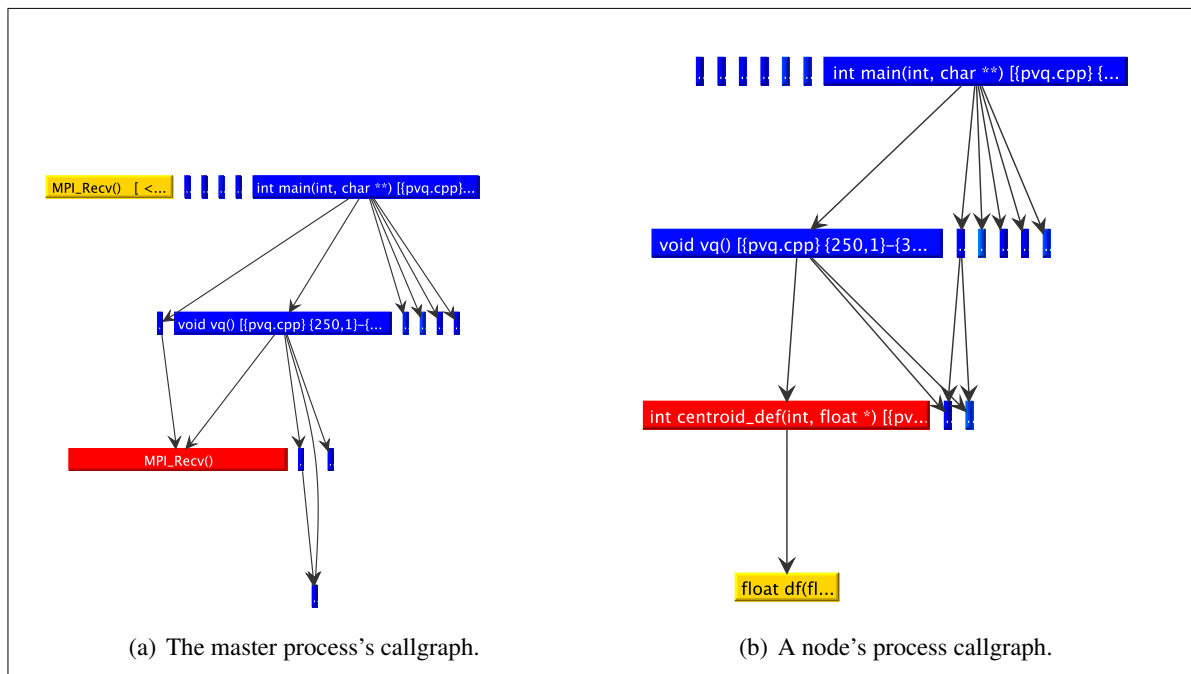 int main(int, char **) [{pvq.cpp} {...
MPI_Recv() [ <...
int main(int, char **) [{pvq.cpp}...
void vq() [{pvq.cpp} {250,1}–{3...
void vq() [{pvq.cpp} {250,1}–{...
int centroid_def(int, float *) [{pv...
MPI_Recv()
float df(fl...
(a) The master process's callgraph.
(b) A node's process callgraph.